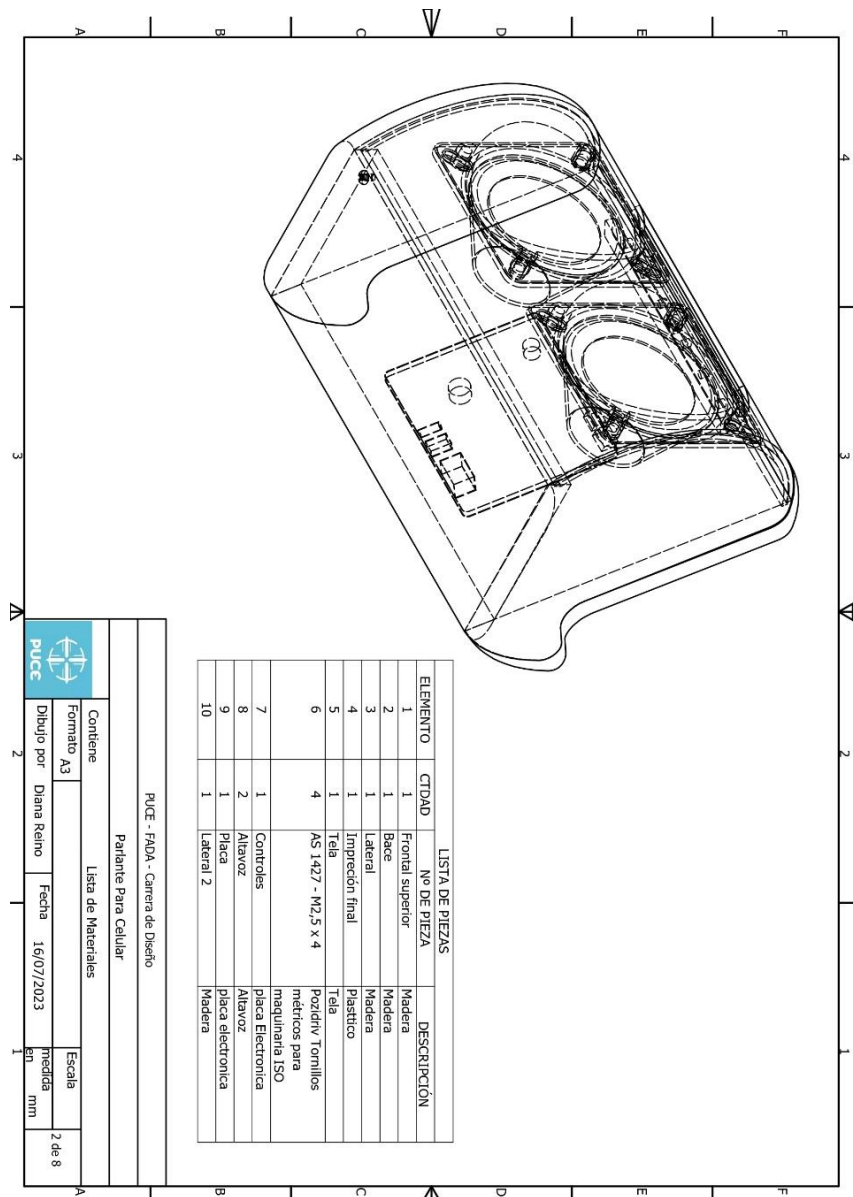 4
3
2
1
F
E
D
C
B
A
LISTA DE PIEZAS
ELEMENTO CTDAD Nº DE PIEZA DESCRIPCIÓN
1 1 Frontal superior Madera
2 1 Bace Madera
3 1 Lateral Madera
4 1 Impreción final Plasttico
5 1 Tela Tela
6 4 AS 1427 - M2,5 x 4 Pozidriv Tornillos
métricos para
maquinaria ISO
7 1 Controles placa Electronica
8 2 Altavoz Altavoz
9 1 Placa placa electronica
10 1 Lateral 2 Madera
PUCE - FADA - Carrera de Diseño
Parlante Para Celular
Contiene Lista de Materiales
Formato A3 Escala
Dibujo por Diana Reino Fecha 16/07/2023 medida
en mm
2 de 8
PUCE
4
3
2
1
F
E
D
C
B
A